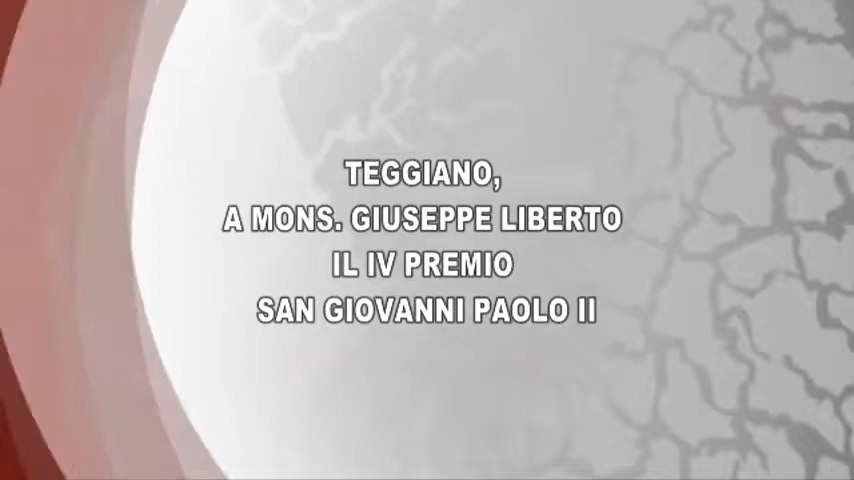 TEGGIANO,
A MONS. GIUSEPPE LIBERTO
IL IV PREMIO
SAN GIOVANNI PAOLO II